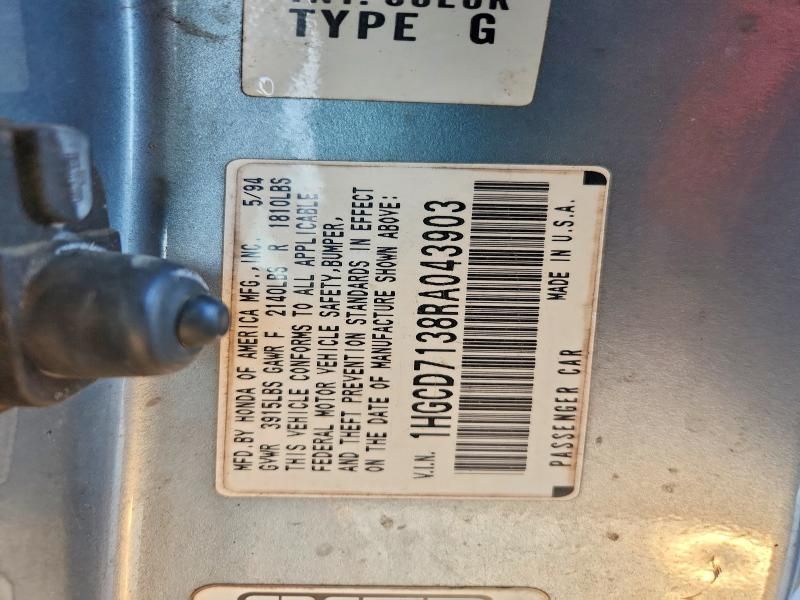 TYPE G
MFD.BY HONDA OF AMERICA MFG.,INC. 5/94
GVWR 3915LBS GAWR F 2140LBS R 1810LBS
THIS VEHICLE CONFORMS TO ALL APPLICABLE
FEDERAL MOTOR VEHICLE SAFETY,BUMPER,
AND THEFT PREVENTION STANDARDS IN EFFECT
ON THE DATE OF MANUFACTURE SHOWN ABOVE:
V.I.N. 1HGCD7138RA043903
PASSENGER CAR MADE IN U.S.A.